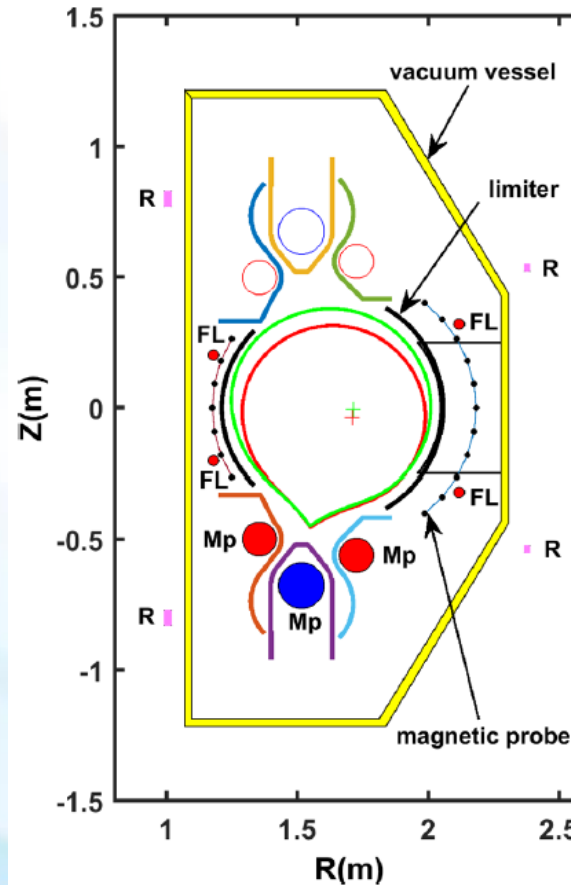 1.5
vacuum vessel
1
limiter
R
R
0.5
FL
FL
Z(m)
0
FL
FL
-0.5
Mp
Mp
R
Mp
R
-1
magnetic probe
-1.5
1
1.5
2
2.5
R(m)